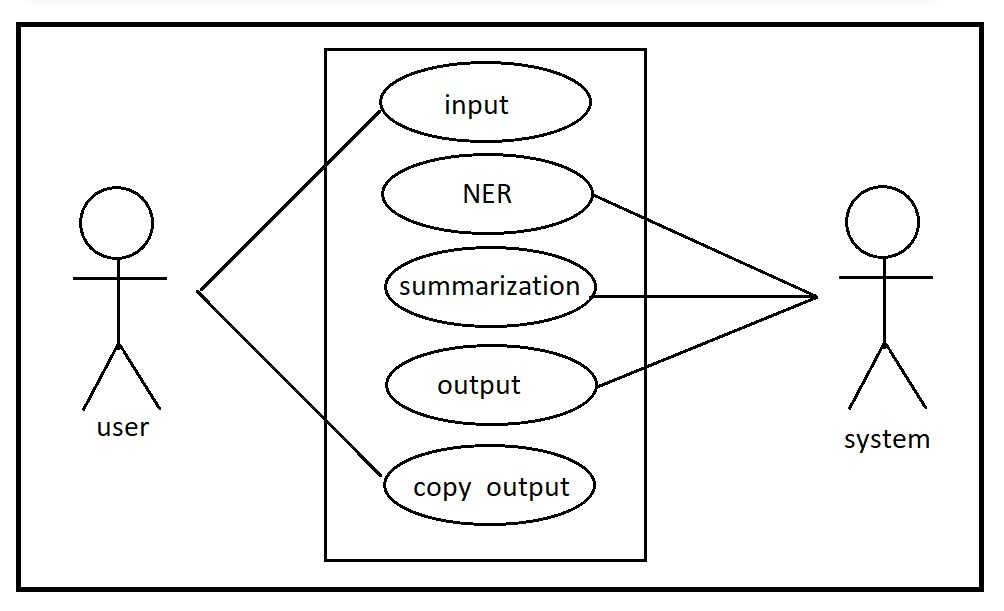 input
NER
summarization
output
copy output
user
system